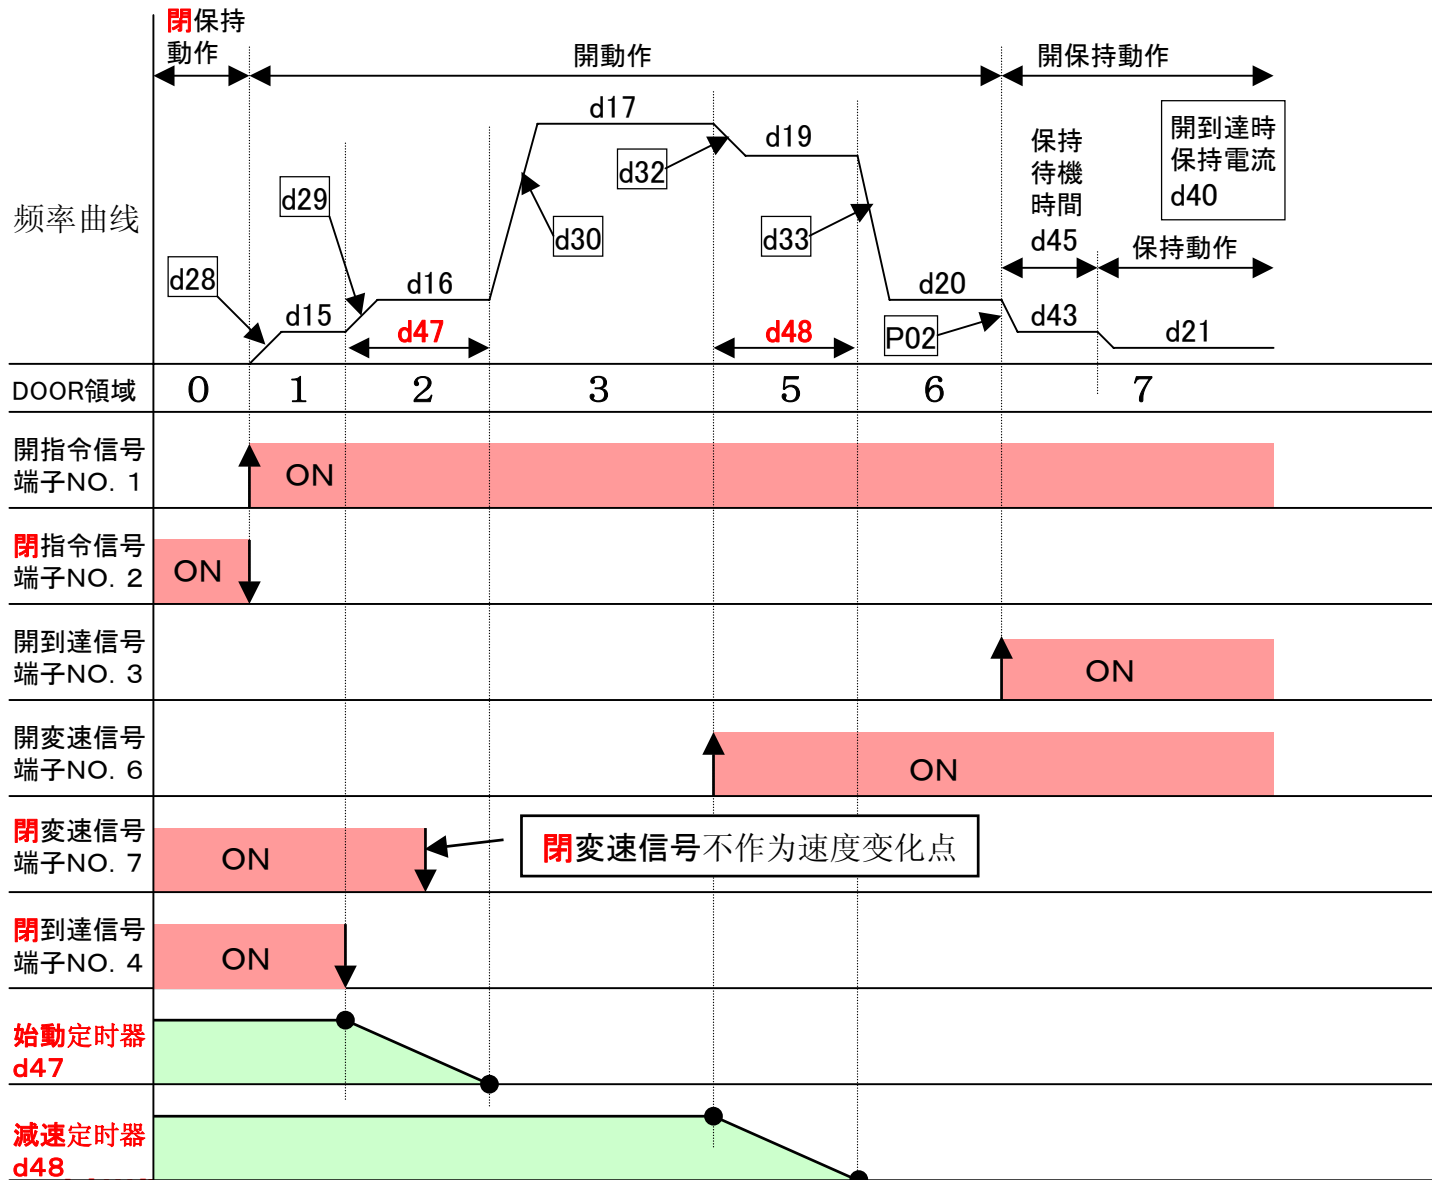 閉保持
動作
開動作
開保持動作
d17
d19
d32
d29
d30
d33
保持
待機
時間
d45
開到達時
保持電流
d40
保持動作
频率曲线
d28
d15
d16
d47
d48
d20
P02
d43
d21
DOOR領域
0
1
2
3
5
6
7
開指令信号
端子NO. 1
ON
閉指令信号
端子NO. 2
ON
開到達信号
端子NO. 3
ON
開変速信号
端子NO. 6
ON
閉変速信号
端子NO. 7
ON
閉変速信号不作为速度变化点
閉到達信号
端子NO. 4
ON
始動定时器
d47
減速定时器
d48